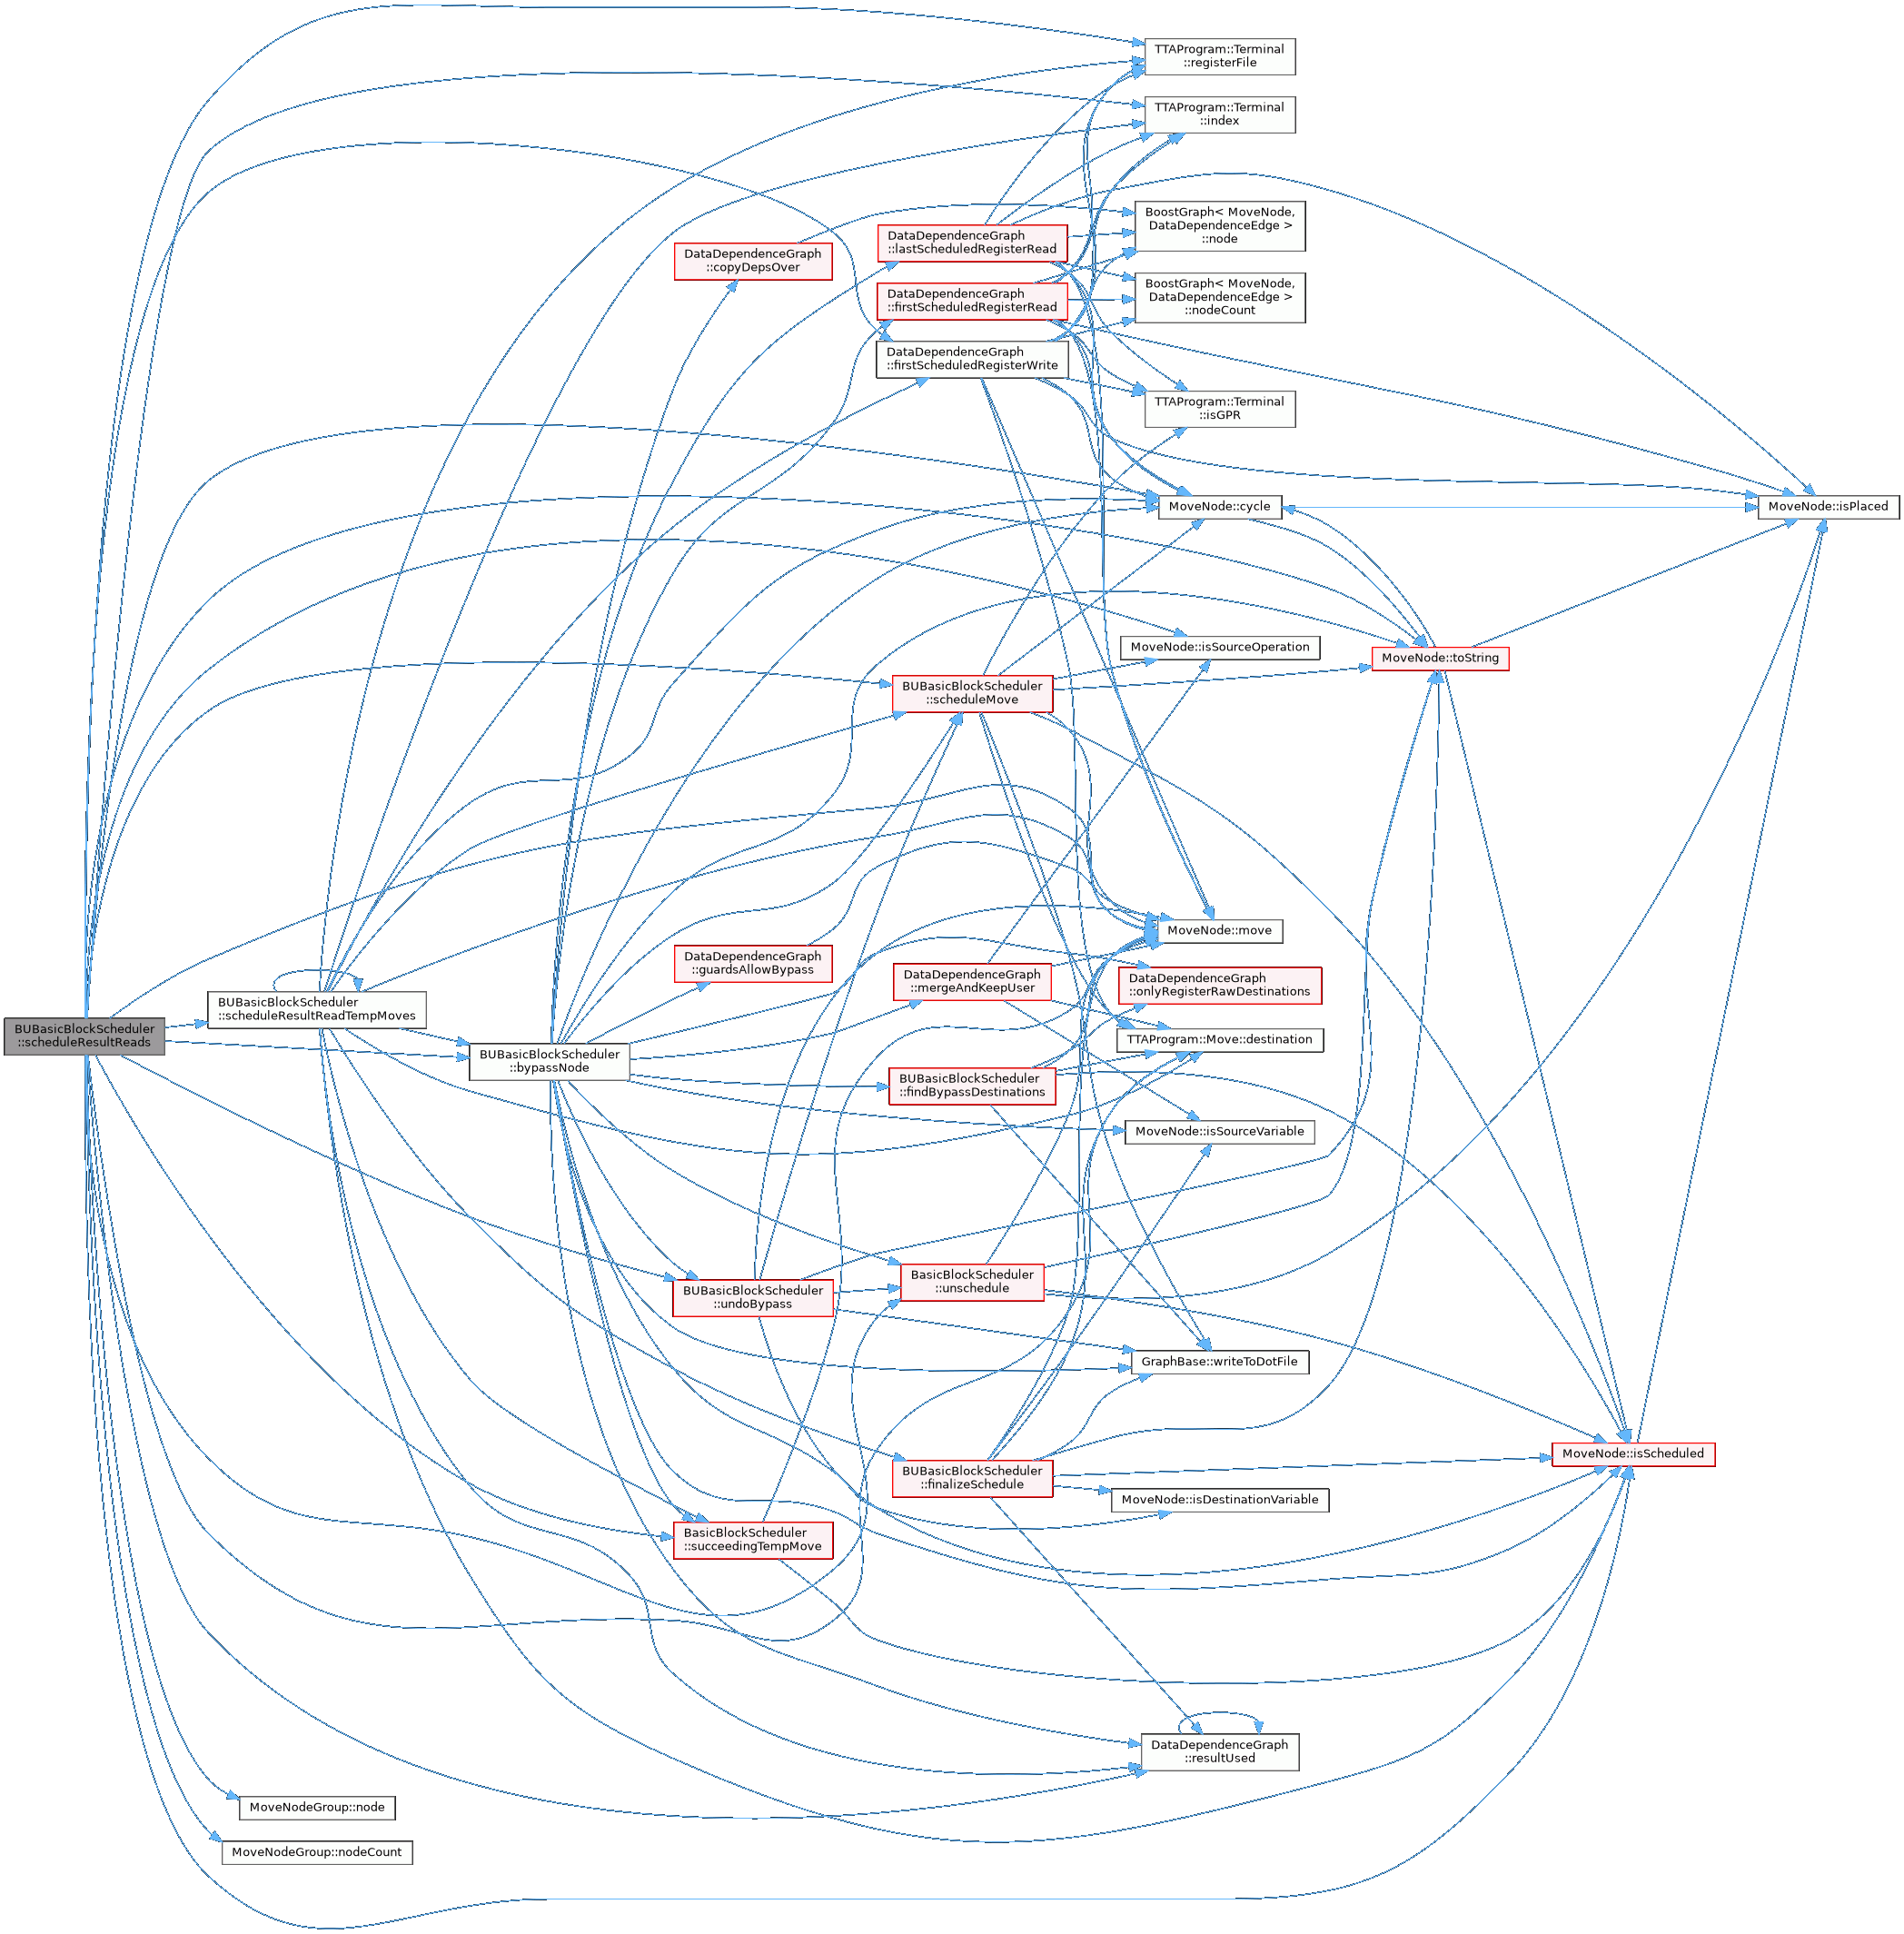 TTAProgram::Terminal
::registerFile
TTAProgram::Terminal
::index
BoostGraph< MoveNode,
DataDependenceEdge >
::node
DataDependenceGraph
::lastScheduledRegisterRead
DataDependenceGraph
::copyDepsOver
BoostGraph< MoveNode,
DataDependenceEdge >
::nodeCount
DataDependenceGraph
::firstScheduledRegisterRead
DataDependenceGraph
::firstScheduledRegisterWrite
TTAProgram::Terminal
::isGPR
MoveNode::cycle
MoveNode::isPlaced
MoveNode::isSourceOperation
MoveNode::toString
BUBasicBlockScheduler
::scheduleMove
MoveNode::move
DataDependenceGraph
::guardsAllowBypass
DataDependenceGraph
::mergeAndKeepUser
DataDependenceGraph
::onlyRegisterRawDestinations
BUBasicBlockScheduler
::scheduleResultReadTempMoves
BUBasicBlockScheduler
::scheduleResultReads
TTAProgram::Move::destination
BUBasicBlockScheduler
::bypassNode
BUBasicBlockScheduler
::findBypassDestinations
MoveNode::isSourceVariable
BasicBlockScheduler
::unschedule
BUBasicBlockScheduler
::undoBypass
GraphBase::writeToDotFile
MoveNode::isScheduled
BUBasicBlockScheduler
::finalizeSchedule
MoveNode::isDestinationVariable
BasicBlockScheduler
::succeedingTempMove
DataDependenceGraph
::resultUsed
MoveNodeGroup::node
MoveNodeGroup::nodeCount